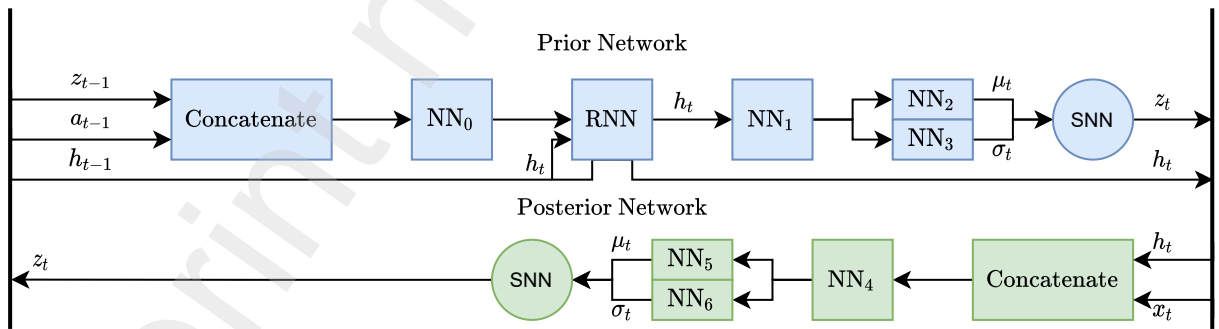 Prior Network
z_{t-1}
a_{t-1}
h_{t-1}
Concatenate
NN_0
RNN
h_t
h_t
NN_1
NN_2
NN_3
μ_t
σ_t
SNN
z_t
h_t
Posterior Network
z_t
SNN
μ_t
σ_t
NN_5
NN_6
NN_4
Concatenate
h_t
x_t
print n